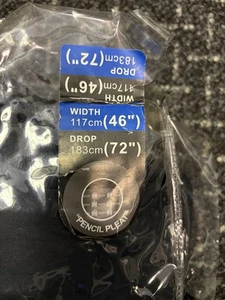 DROP
183cm (72")
WIDTH
117cm (46")
WIDTH
117cm (46")
DROP
183cm (72")
"PENCIL PLEAT"